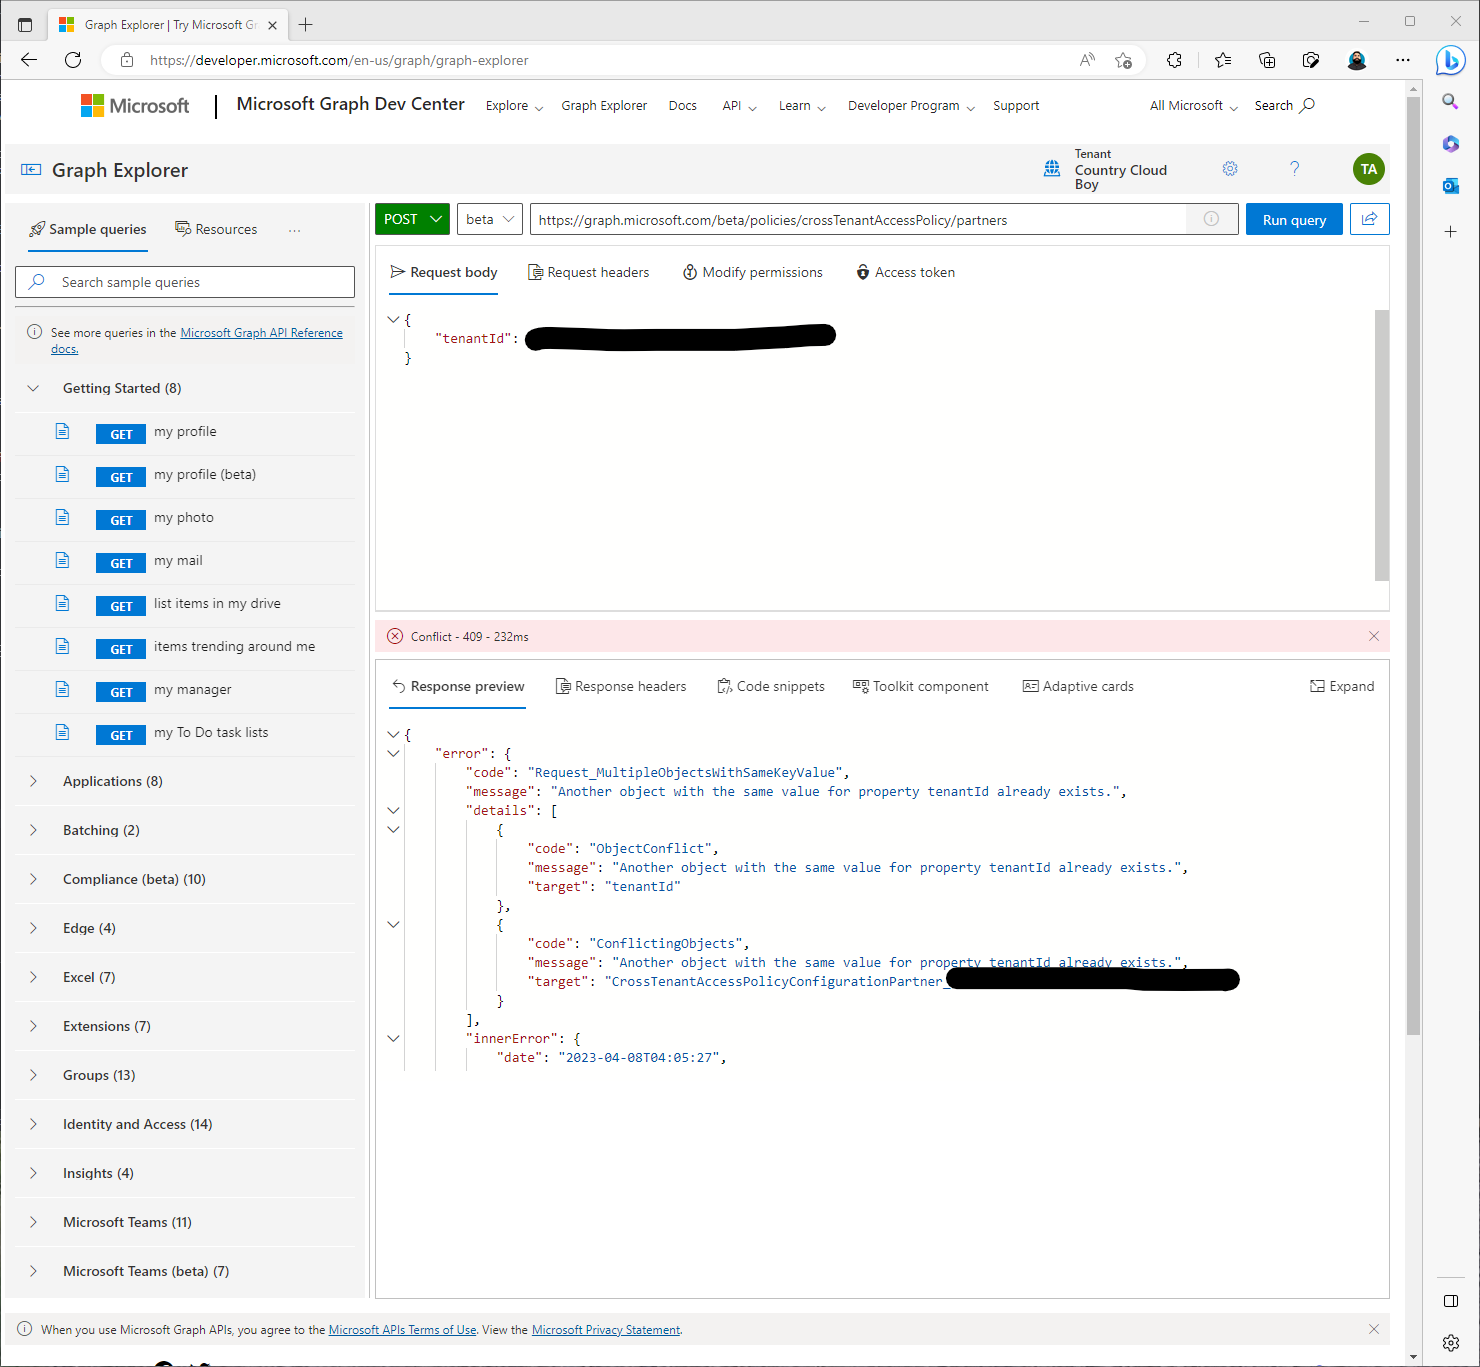 Graph Explorer | Try Microsoft Gr
https://developer.microsoft.com/en-us/graph/graph-explorer
Microsoft
Microsoft Graph Dev Center
Explore
Graph Explorer
Docs
API
Learn
Developer Program
Support
All Microsoft
Search
Graph Explorer
Tenant
Country Cloud
Boy
TA
Sample queries
Resources
...
Search sample queries
See more queries in the Microsoft Graph API Reference
docs.
Getting Started (8)
GET my profile
GET my profile (beta)
GET my photo
GET my mail
GET list items in my drive
GET items trending around me
GET my manager
GET my To Do task lists
Applications (8)
Batching (2)
Compliance (beta) (10)
Edge (4)
Excel (7)
Extensions (7)
Groups (13)
Identity and Access (14)
Insights (4)
Microsoft Teams (11)
Microsoft Teams (beta) (7)
POST
beta
https://graph.microsoft.com/beta/policies/crossTenantAccessPolicy/partners
Run query
Request body
Request headers
Modify permissions
Access token
{
"tenantId":
}
Conflict - 409 - 232ms
Response preview
Response headers
Code snippets
Toolkit component
Adaptive cards
Expand
{
"error": {
"code": "Request_MultipleObjectsWithSameKeyValue",
"message": "Another object with the same value for property tenantId already exists.",
"details": [
{
"code": "ObjectConflict",
"message": "Another object with the same value for property tenantId already exists.",
"target": "tenantId"
},
{
"code": "ConflictingObjects",
"message": "Another object with the same value for property tenantId already exists.",
"target": "CrossTenantAccessPolicyConfigurationPartner_
}
],
"innerError": {
"date": "2023-04-08T04:05:27",
When you use Microsoft Graph APIs, you agree to the Microsoft APIs Terms of Use. View the Microsoft Privacy Statement.